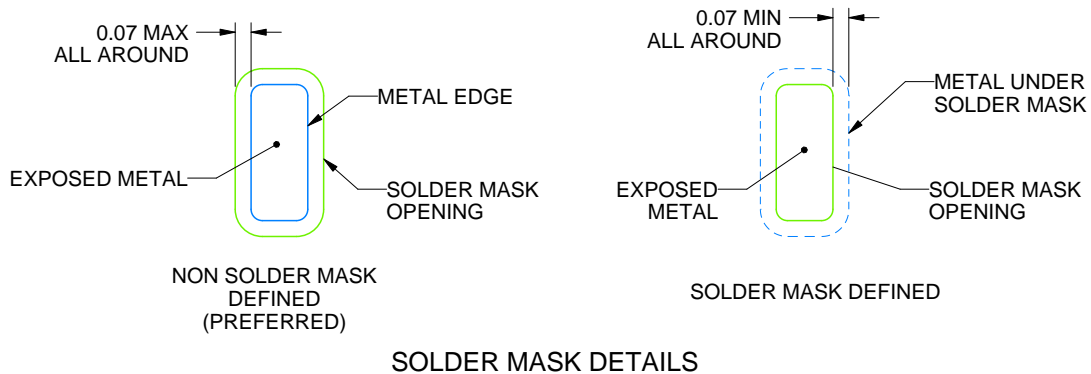 0.07 MAX
ALL AROUND
METAL EDGE
EXPOSED METAL
SOLDER MASK
OPENING
NON SOLDER MASK
DEFINED
(PREFERRED)
0.07 MIN
ALL AROUND
METAL UNDER
SOLDER MASK
EXPOSED
METAL
SOLDER MASK
OPENING
SOLDER MASK DEFINED
SOLDER MASK DETAILS